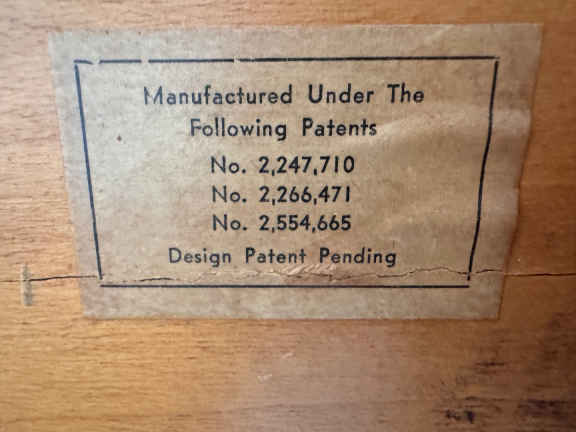 Manufactured Under The
Following Patents
No. 2,247,710
No. 2,266,471
No. 2,554,665
Design Patent Pending